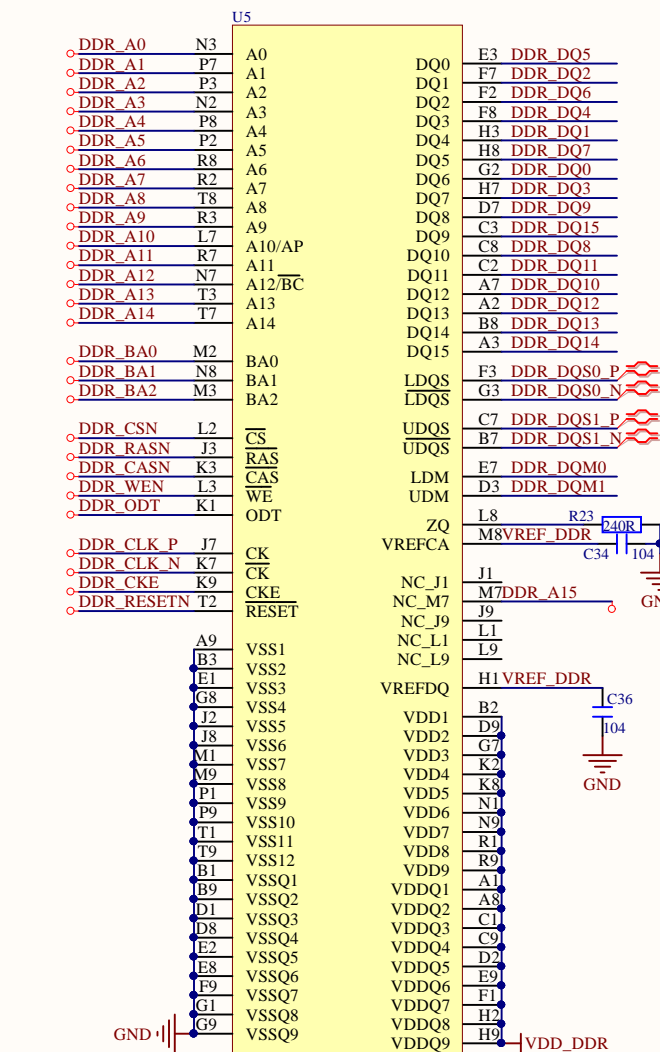 U5
DDR_A0 N3 A0
DDR_A1 P7 A1
DDR_A2 P3 A2
DDR_A3 N2 A3
DDR_A4 P8 A4
DDR_A5 P2 A5
DDR_A6 R8 A6
DDR_A7 R2 A7
DDR_A8 T8 A8
DDR_A9 R3 A9
DDR_A10 L7 A10/AP
DDR_A11 R7 A11
DDR_A12 N7 A12/BC
DDR_A13 T3 A13
DDR_A14 T7 A14
DDR_BA0 M2 BA0
DDR_BA1 N8 BA1
DDR_BA2 M3 BA2
DDR_CSN L2 CS
DDR_RASN J3 RAS
DDR_CASN K3 CAS
DDR_WEN L3 WE
DDR_ODT K1 ODT
DDR_CLK_P J7 CK
DDR_CLK_N K7 CK
DDR_CKE K9 CKE
DDR_RESETN T2 RESET
A9 VSS1
B3 VSS2
E1 VSS3
G8 VSS4
J2 VSS5
J8 VSS6
M1 VSS7
M9 VSS8
P1 VSS9
P9 VSS10
T1 VSS11
T9 VSS12
B1 VSSQ1
B9 VSSQ2
D1 VSSQ3
D8 VSSQ4
E2 VSSQ5
E8 VSSQ6
F9 VSSQ7
G1 VSSQ8
GND G9 VSSQ9
DQ0 E3 DDR_DQ5
DQ1 F7 DDR_DQ2
DQ2 F2 DDR_DQ6
DQ3 F8 DDR_DQ4
DQ4 H3 DDR_DQ1
DQ5 H8 DDR_DQ7
DQ6 G2 DDR_DQ0
DQ7 H7 DDR_DQ3
DQ8 D7 DDR_DQ9
DQ9 C3 DDR_DQ15
DQ10 C8 DDR_DQ8
DQ11 C2 DDR_DQ11
DQ12 A7 DDR_DQ10
DQ13 A2 DDR_DQ12
DQ14 B8 DDR_DQ13
DQ15 A3 DDR_DQ14
LDQS F3 DDR_DQS0_P
LDQS G3 DDR_DQS0_N
UDQS C7 DDR_DQS1_P
UDQS B7 DDR_DQS1_N
LDM E7 DDR_DQM0
UDM D3 DDR_DQM1
ZQ L8 R23 240R
VREFCA M8 VREF_DDR
C34 104
NC_J1 J1
NC_M7 M7 DDR_A15
NC_J9 J9
NC_L1 L1
NC_L9 L9
VREFDQ H1 VREF_DDR
C36
104
GND
VDD1 B2
VDD2 D9
VDD3 G7
VDD4 K2
VDD5 K8
VDD6 N1
VDD7 N9
VDD8 R1
VDD9 R9
VDDQ1 A1
VDDQ2 A8
VDDQ3 C1
VDDQ4 C9
VDDQ5 D2
VDDQ6 E9
VDDQ7 F1
VDDQ8 H2
VDDQ9 H9 VDD_DDR